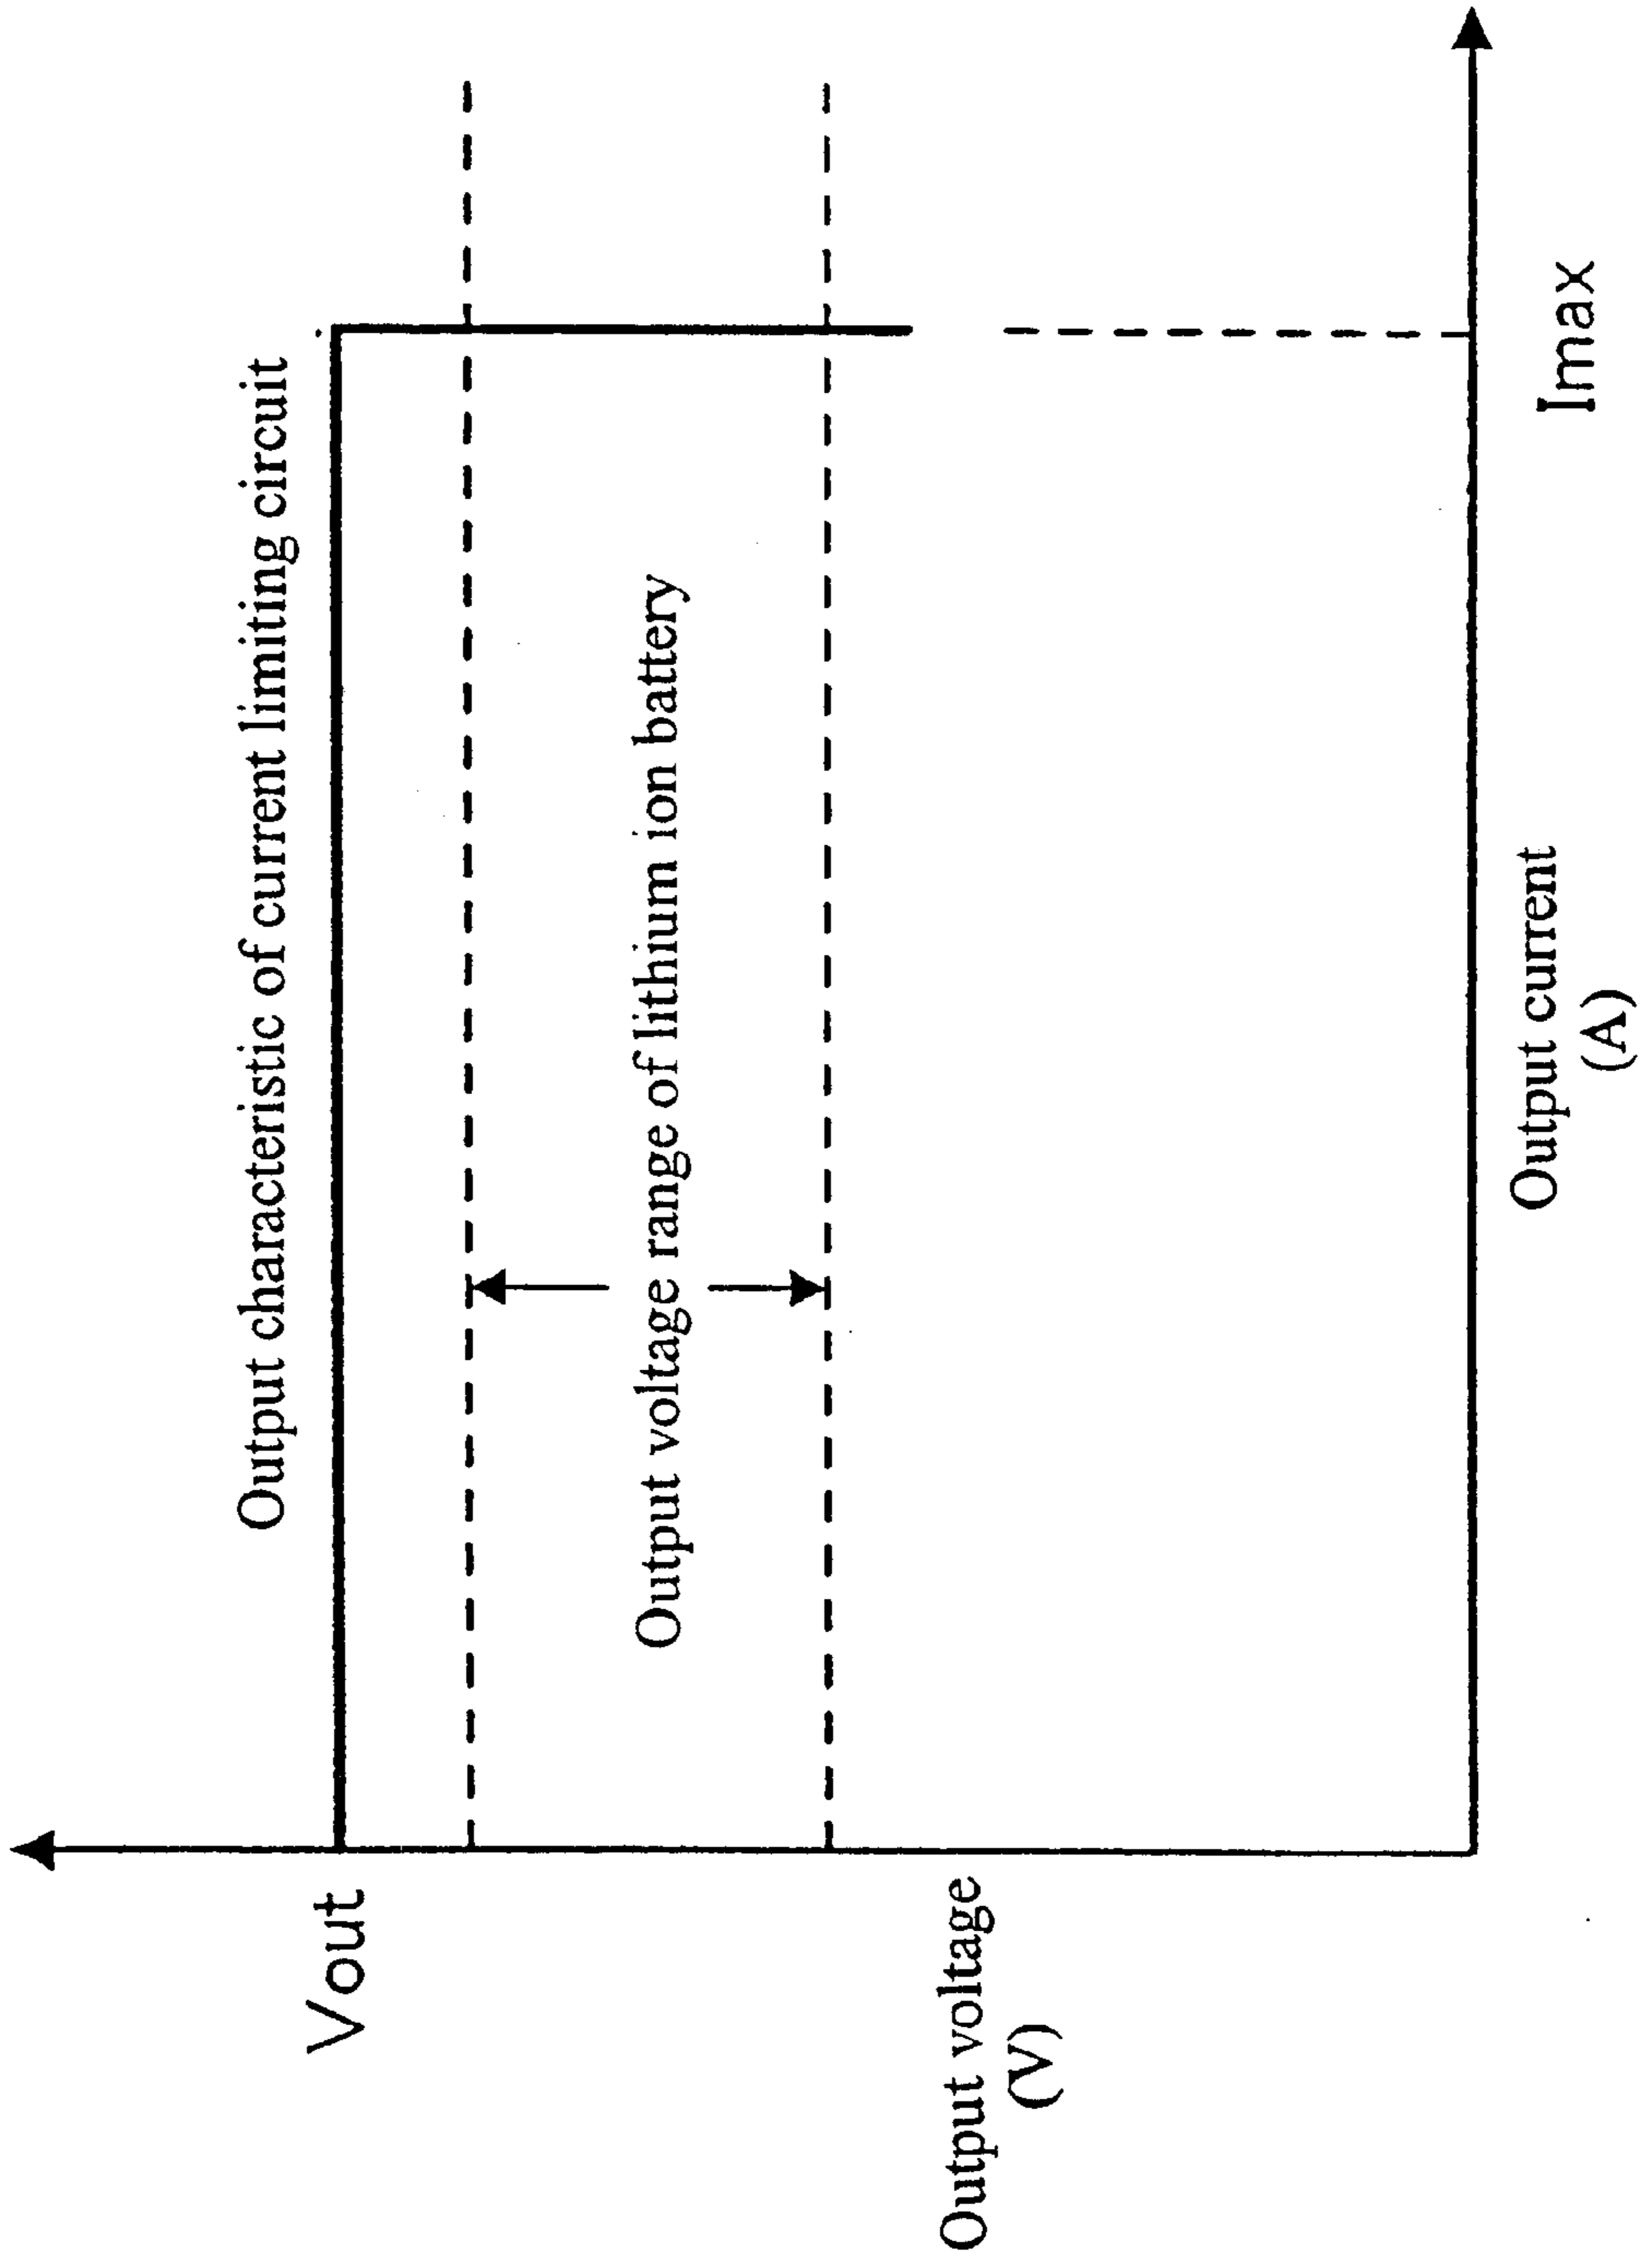 Output characteristic of current limiting circuit
Vout
Output voltage range of lithium ion battery
Output voltage
(V)
Output current
(A)
Imax